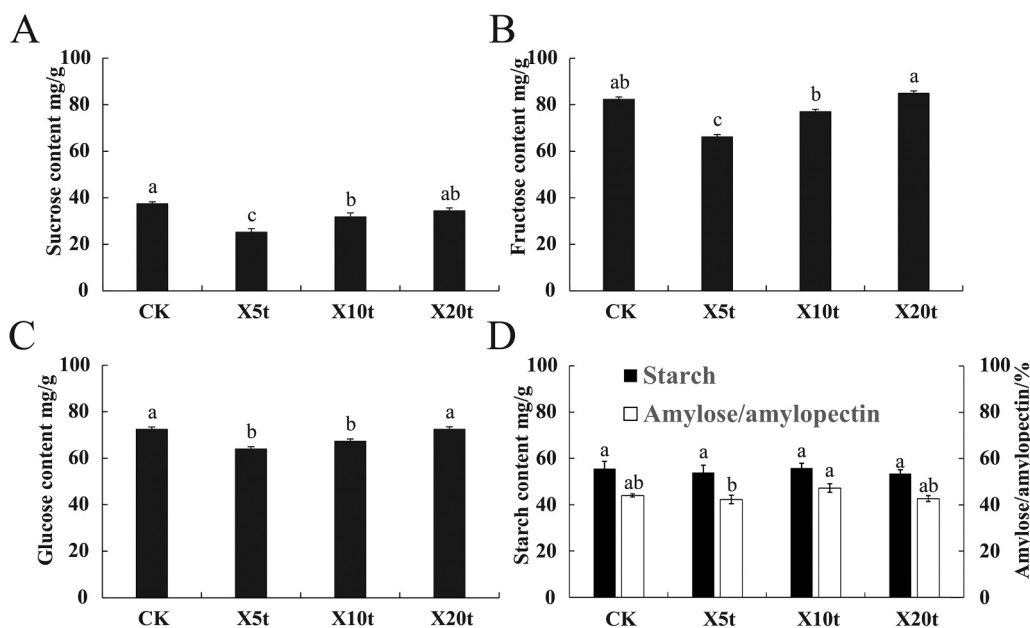 A
Sucrose content mg/g
100
80
60
40
20
0
a
c
b
ab
CK
X5t
X10t
X20t
B
Fructose content mg/g
100
80
60
40
20
0
ab
c
b
a
CK
X5t
X10t
X20t
C
Glucose content mg/g
100
80
60
40
20
0
a
b
b
a
CK
X5t
X10t
X20t
D
Starch content mg/g
100
80
60
40
20
0
Starch
Amylose/amylopectin
a
ab
a
b
a
a
a
ab
CK
X5t
X10t
X20t
100
80
60
40
20
0
Amylose/amylopectin/%